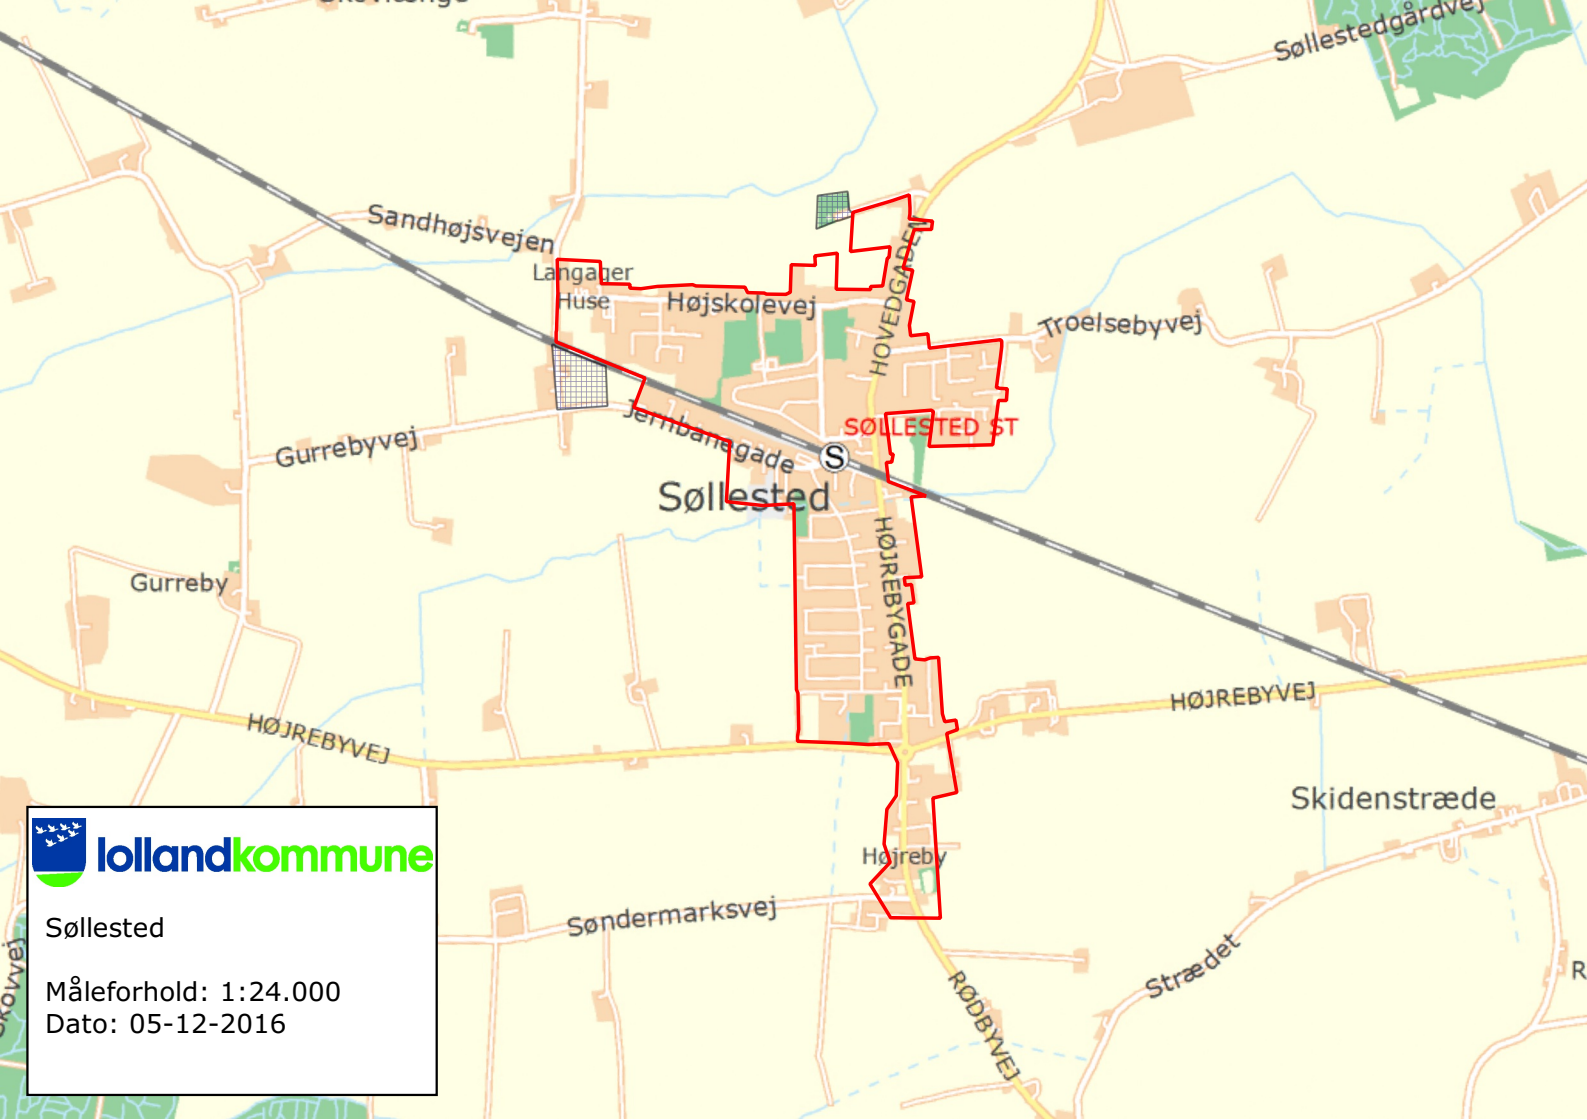 Søllestedgårdvej
Sandhøjsvejen
Langager
Huse
Højskolevej
HOVEDGADEN
Troelsebyvej
Jernbanegade
SØLLESTED ST
Gurrebyvej
S
Søllested
HØJREBYGADE
Gurreby
HØJREBYVEJ
HØJREBYVEJ
Skidenstræde
Højreby
Søndermarksvej
Strædet
RØDBYVEJ
lollandkommune
Søllested
Måleforhold: 1:24.000
Dato: 05-12-2016